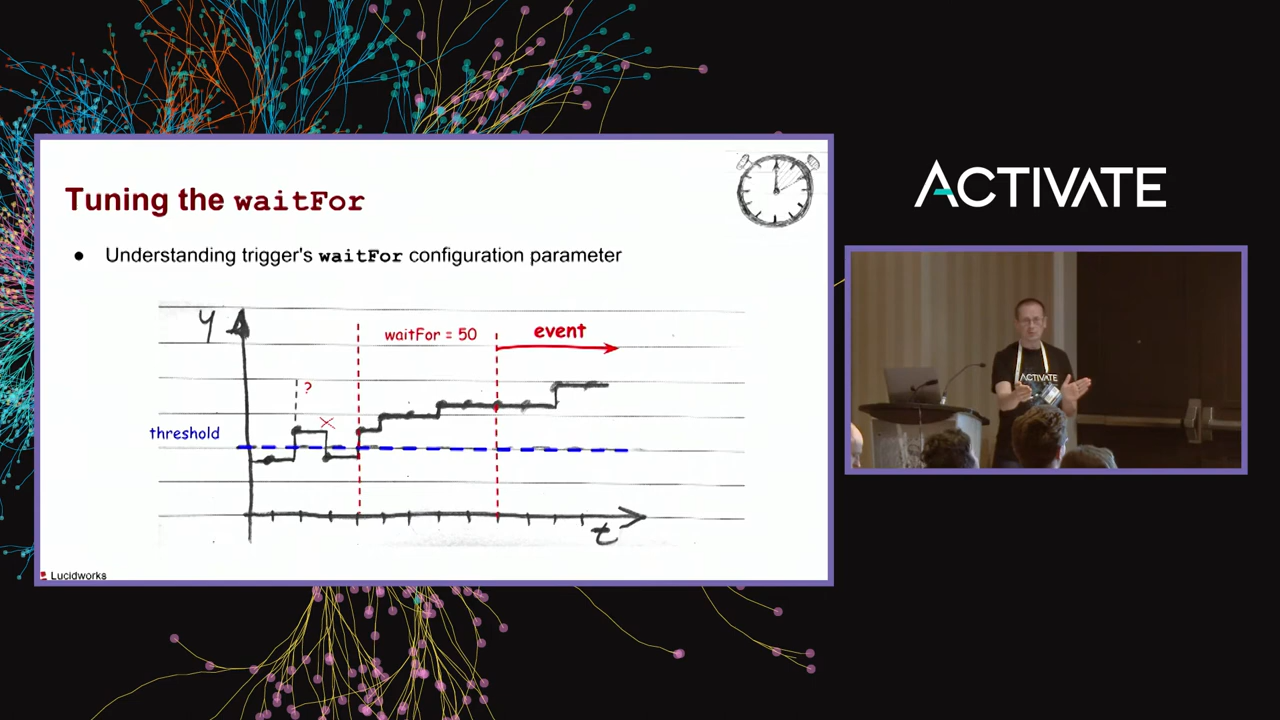 Tuning the waitFor
● Understanding trigger's waitFor configuration parameter
y
waitFor = 50
event
?
×
threshold
t
Lucidworks
ACTIVATE
ACTIVATE